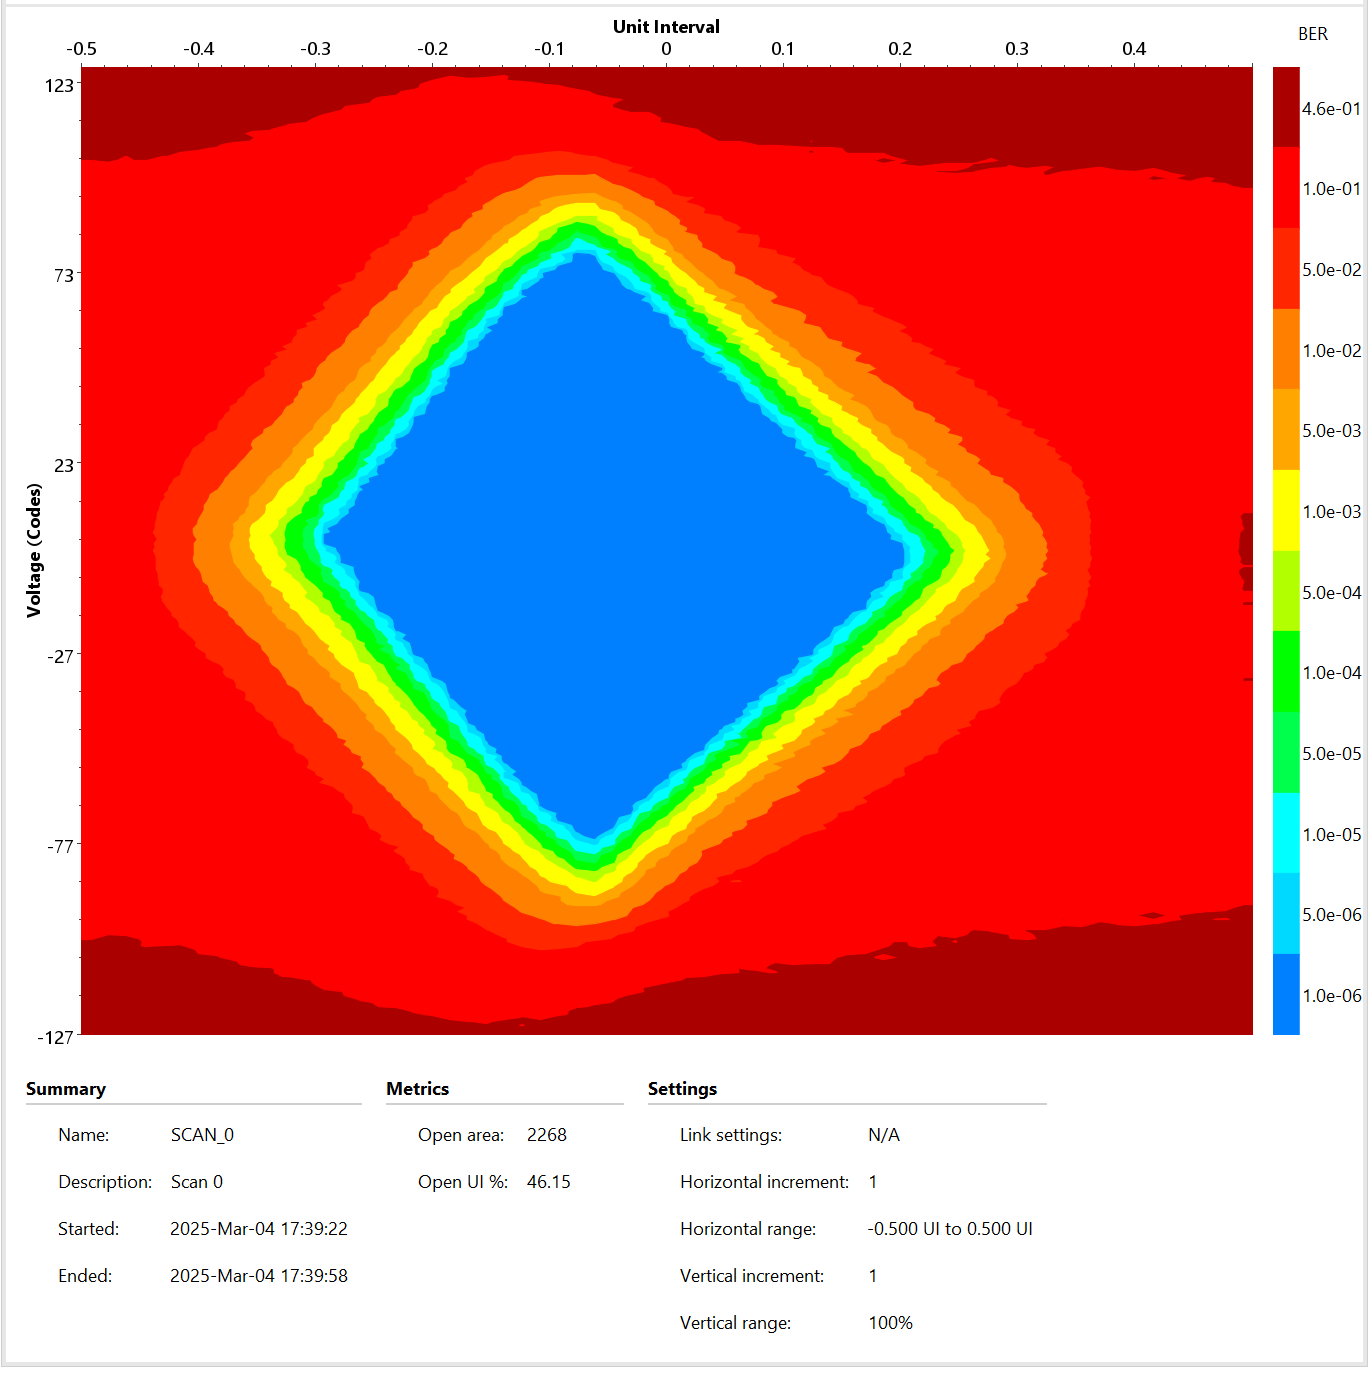 Unit Interval
BER
-0.5 -0.4 -0.3 -0.2 -0.1 0 0.1 0.2 0.3 0.4
123
73
23
-27
-77
-127
Voltage (Codes)
4.6e-01
1.0e-01
5.0e-02
1.0e-02
5.0e-03
1.0e-03
5.0e-04
1.0e-04
5.0e-05
1.0e-05
5.0e-06
1.0e-06
Summary
Name: SCAN_0
Description: Scan 0
Started: 2025-Mar-04 17:39:22
Ended: 2025-Mar-04 17:39:58
Metrics
Open area: 2268
Open UI %: 46.15
Settings
Link settings: N/A
Horizontal increment: 1
Horizontal range: -0.500 UI to 0.500 UI
Vertical increment: 1
Vertical range: 100%